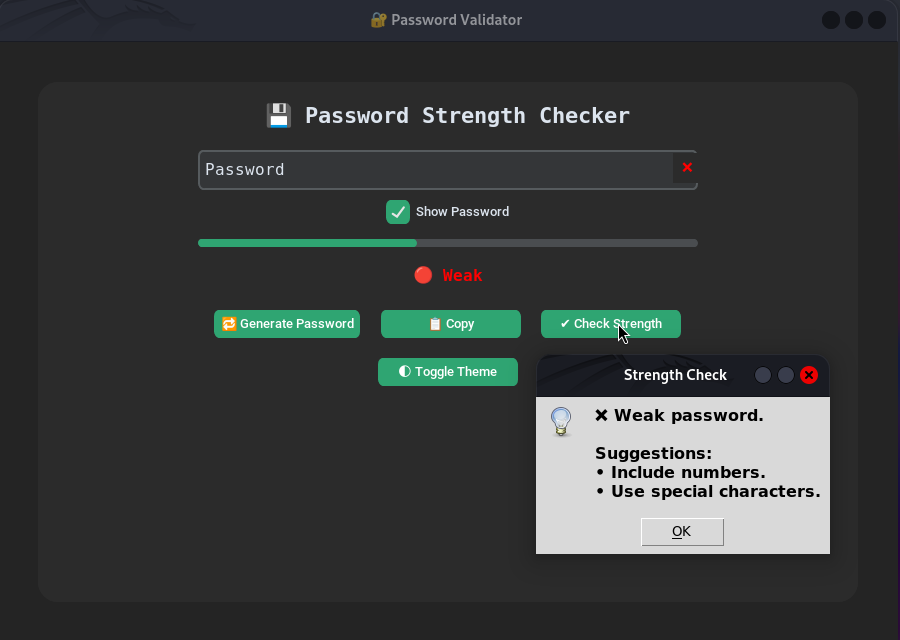 🔐 Password Validator
💾 Password Strength Checker
Password
Show Password
🔴 Weak
🔁 Generate Password
📋 Copy
✔ Check Strength
🌓 Toggle Theme
Strength Check
❌ Weak password.
Suggestions:
• Include numbers.
• Use special characters.
OK